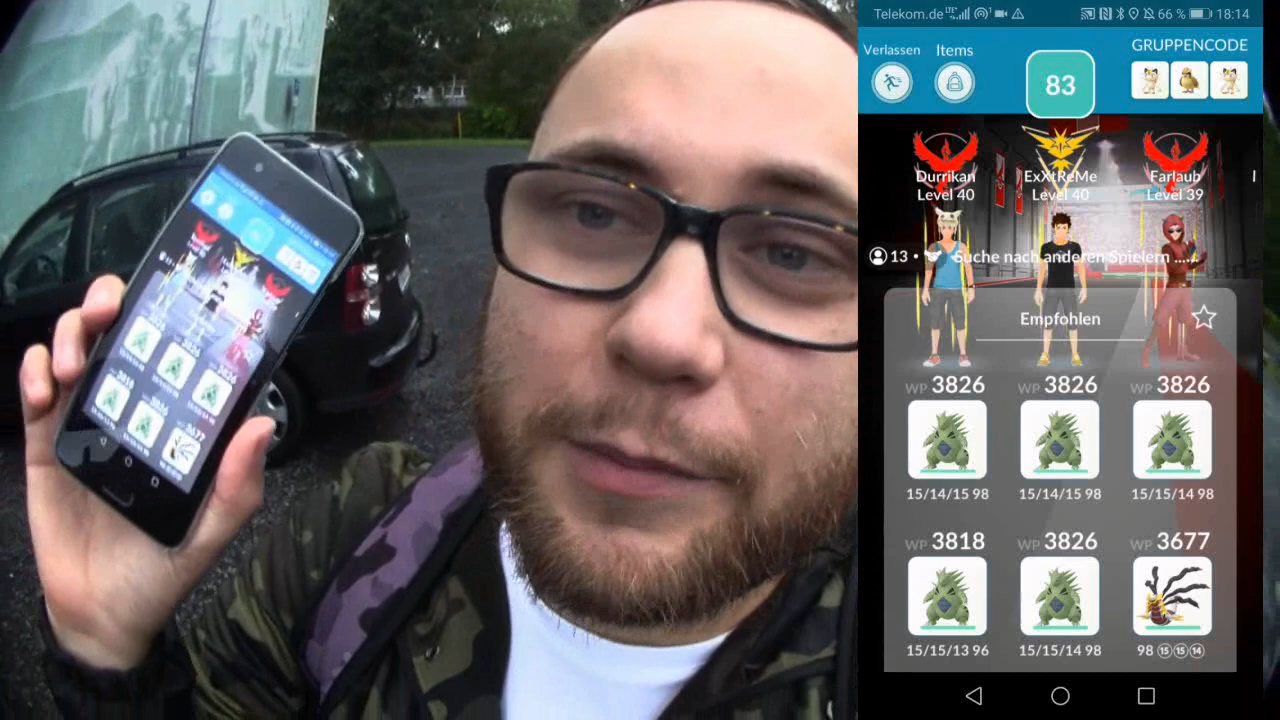 Telekom.de 66 % 18:14
Verlassen Items GRUPPENCODE
83
Durrikan ExXtReMe Farlaub
Level 40 Level 40 Level 39
13 • Suche nach anderen Spielern ......
Empfohlen
WP 3826 WP 3826 WP 3826
15/14/15 98 15/14/15 98 15/15/14 98
WP 3818 WP 3826 WP 3677
15/15/13 96 15/15/14 98 98 15 15 14